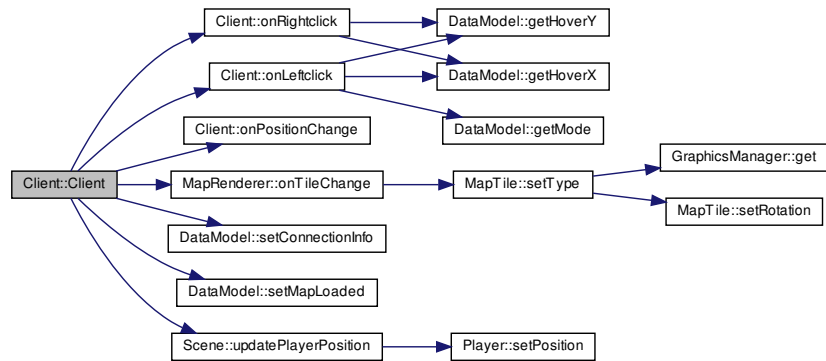 Client::onRightclick
DataModel::getHoverY
Client::onLeftclick
DataModel::getHoverX
Client::onPositionChange
DataModel::getMode
GraphicsManager::get
Client::Client
MapRenderer::onTileChange
MapTile::setType
MapTile::setRotation
DataModel::setConnectionInfo
DataModel::setMapLoaded
Scene::updatePlayerPosition
Player::setPosition